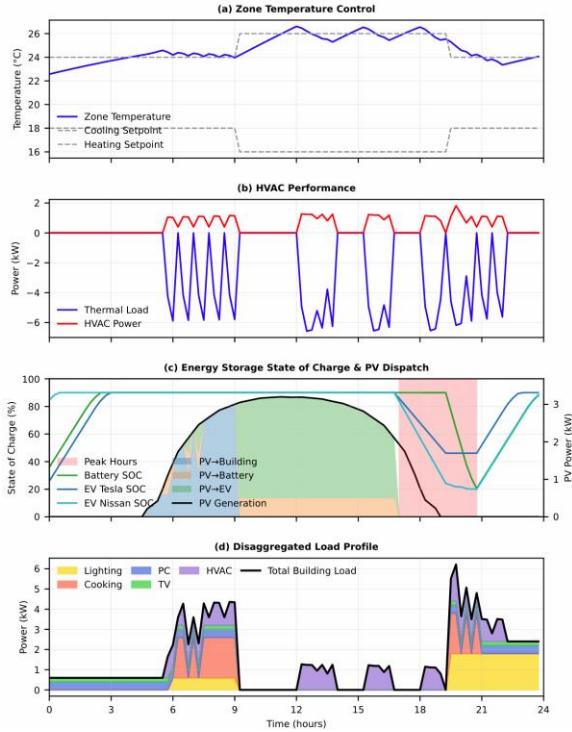 (a) Zone Temperature Control
Temperature (°C)
26
24
22
20
18
16
Zone Temperature
Cooling Setpoint
Heating Setpoint
(b) HVAC Performance
Power (kW)
2
0
−2
−4
−6
Thermal Load
HVAC Power
(c) Energy Storage State of Charge & PV Dispatch
State of Charge (%)
100
80
60
40
20
0
Peak Hours
Battery SOC
EV Tesla SOC
EV Nissan SOC
PV→Building
PV→Battery
PV→EV
PV Generation
3
2
1
0
PV Power (kW)
(d) Disaggregated Load Profile
Power (kW)
6
5
4
3
2
1
0
Lighting
Cooking
PC
TV
HVAC
Total Building Load
0 3 6 9 12 15 18 21 24
Time (hours)